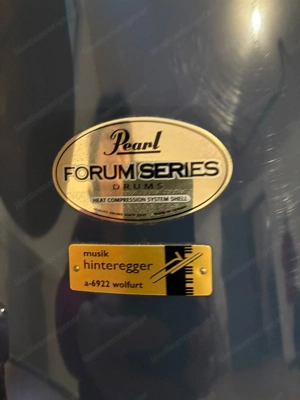 Pearl
FORUM SERIES
DRUMS
HEAT COMPRESSION SYSTEM SHELL
musik
hinteregger
a-6922 wolfurt